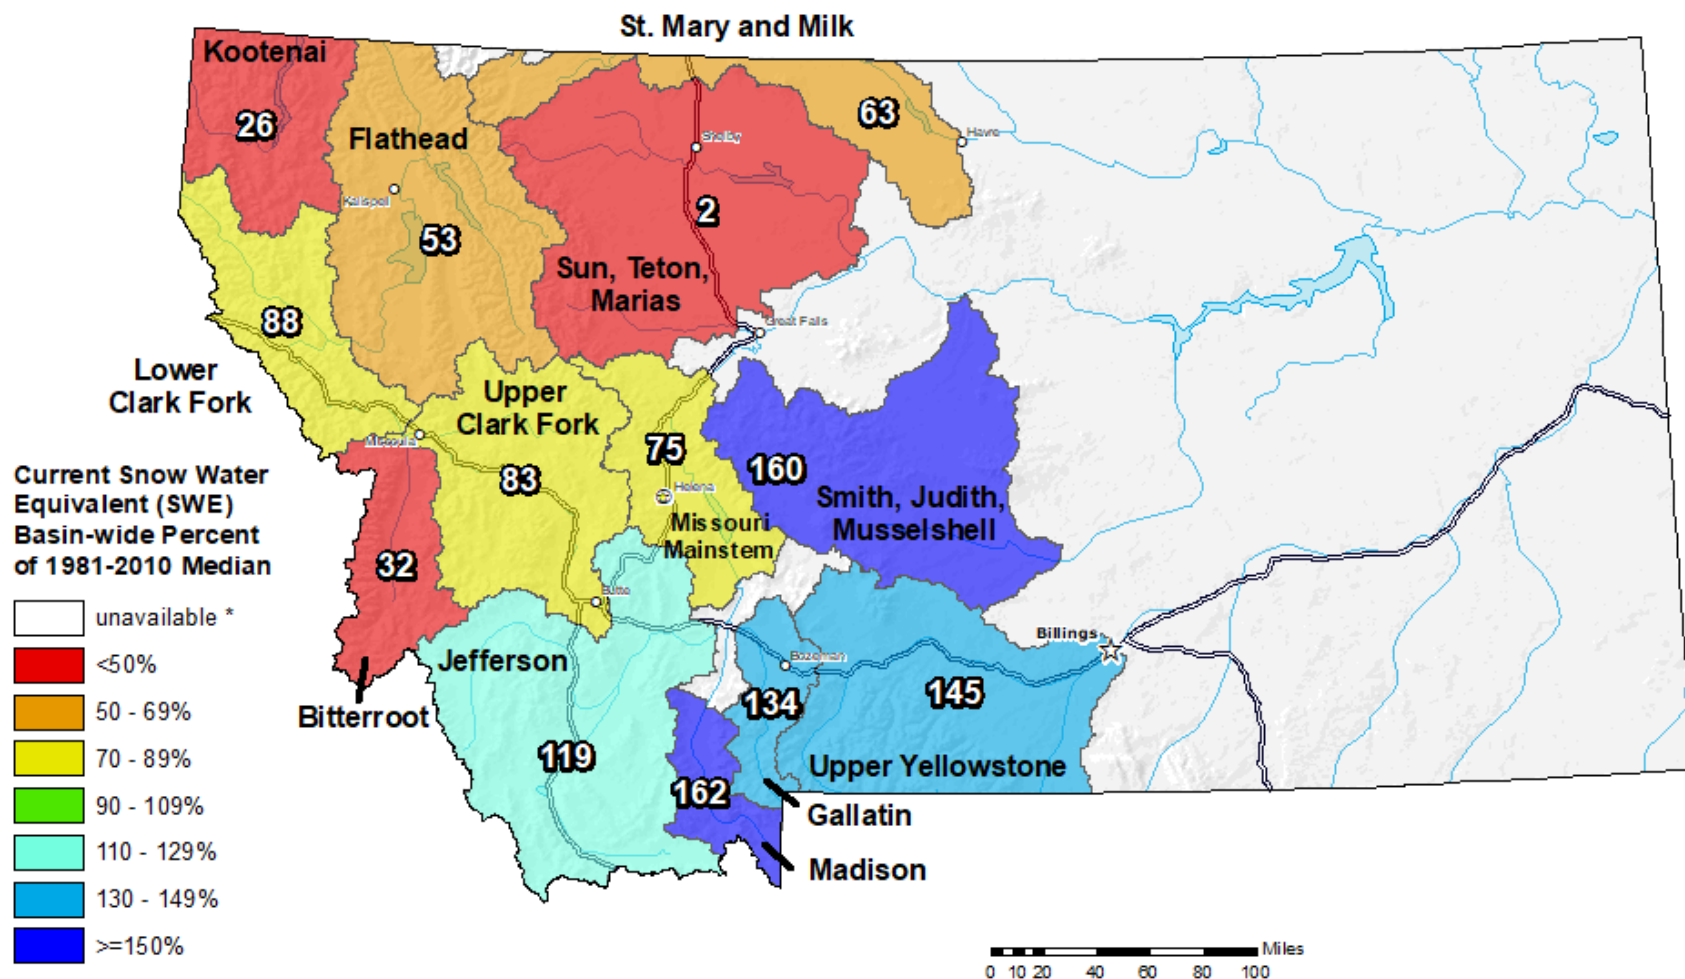 St. Mary and Milk
Kootenai
26
Flathead
63
Havre
Shelby
Kalispell
53
2
Sun, Teton,
Marias
88
Great Falls
Lower
Clark Fork
Upper
Clark Fork
Missoula
75
83
160
Helena
Smith, Judith,
Musselshell
Missouri
Mainstem
Current Snow Water
Equivalent (SWE)
Basin-wide Percent
of 1981-2010 Median
32
Butte
unavailable *
<50%
50 - 69%
70 - 89%
90 - 109%
110 - 129%
130 - 149%
>=150%
Billings
Jefferson
Bozeman
Bitterroot
134
145
119
Upper Yellowstone
162
Gallatin
Madison
Miles
0 10 20 40 60 80 100